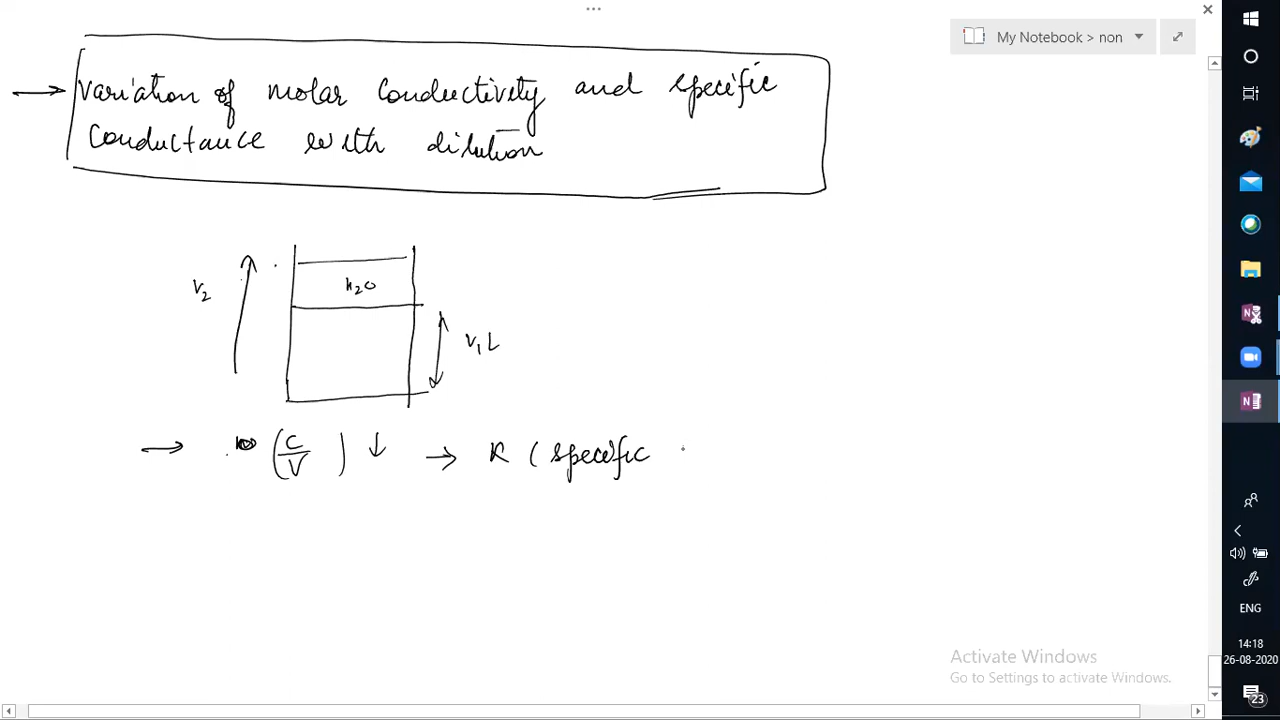 My Notebook > non
→ Variation of molar conductivity and specific
conductance with dilution
V2
H2O
V1 L
→ (C/V) ↓ → K (specific
Activate Windows
Go to Settings to activate Windows.
ENG
14:18
26-08-2020
23